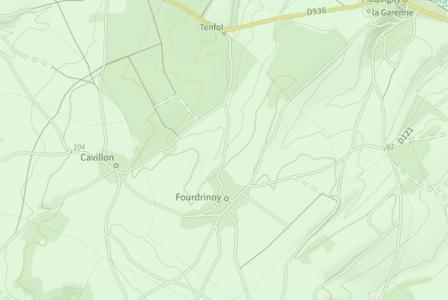 Tenfol
D936
la Garenne
D121
104
Cavillon
Fourdrinoy